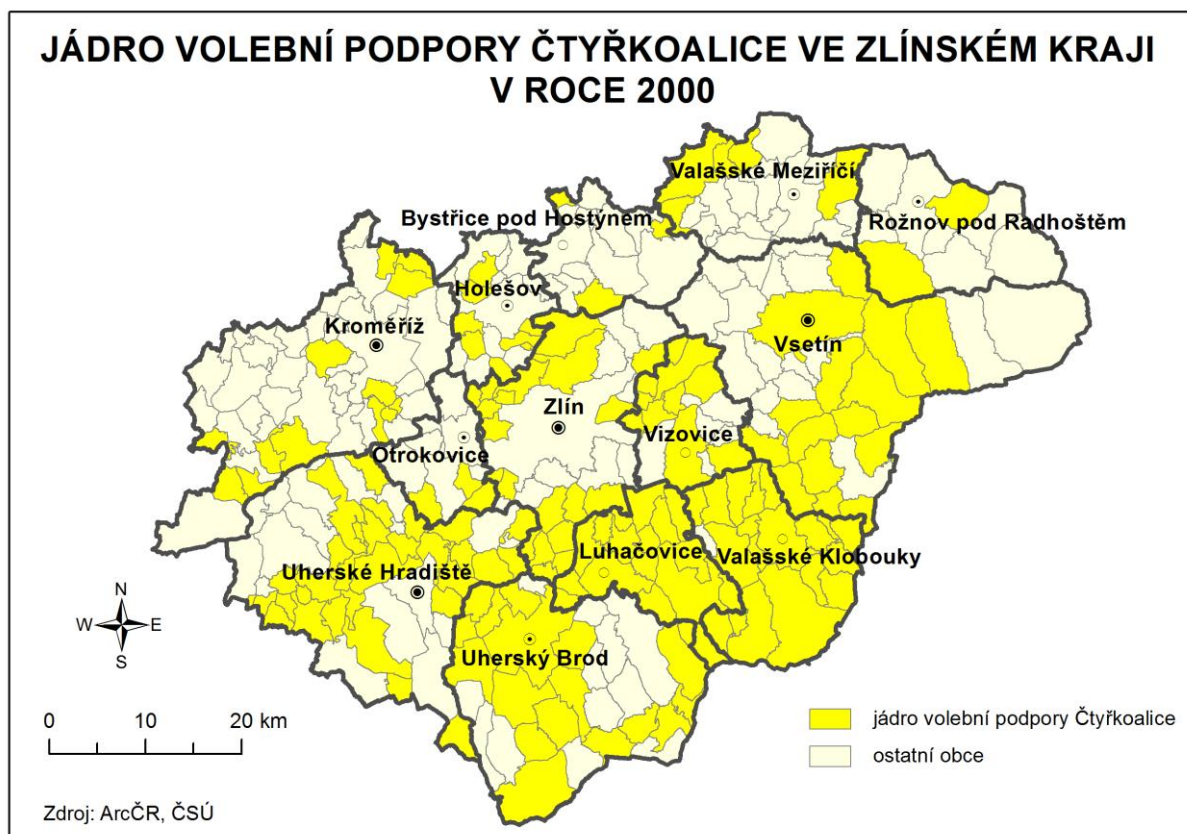 JÁDRO VOLEBNÍ PODPORY ČTYŘKOALICE VE ZLÍNSKÉM KRAJI
V ROCE 2000
Valašské Meziříčí
Bystřice pod Hostýnem
Rožnov pod Radhoštěm
Holešov
Kroměříž
Vsetín
Zlín
Vizovice
Otrokovice
Luhačovice
Valašské Klobouky
Uherské Hradiště
N
W E
S
Uherský Brod
0 10 20 km
jádro volební podpory Čtyřkoalice
ostatní obce
Zdroj: ArcČR, ČSÚ